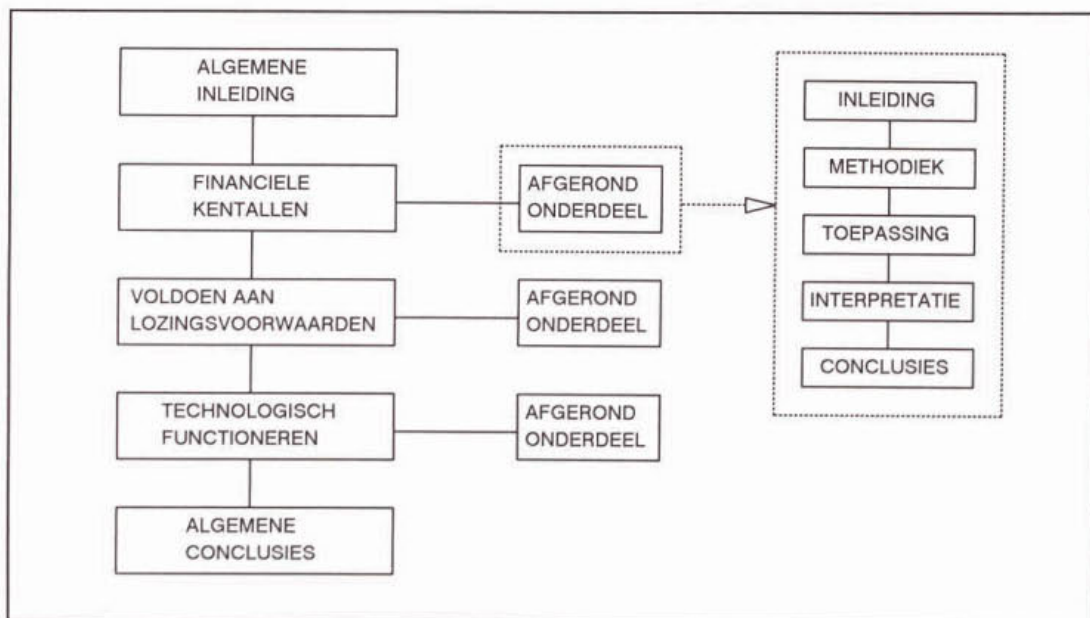 ALGEMENE
INLEIDING
FINANCIELE
KENTALLEN
AFGEROND
ONDERDEEL
VOLDOEN AAN
LOZINGSVOORWAARDEN
AFGEROND
ONDERDEEL
TECHNOLOGISCH
FUNCTIONEREN
AFGEROND
ONDERDEEL
ALGEMENE
CONCLUSIES
INLEIDING
METHODIEK
TOEPASSING
INTERPRETATIE
CONCLUSIES